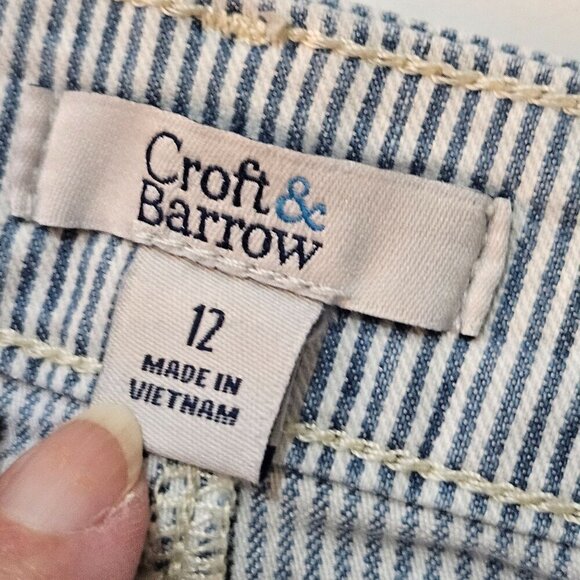 Croft &
Barrow
12
MADE IN
VIETNAM